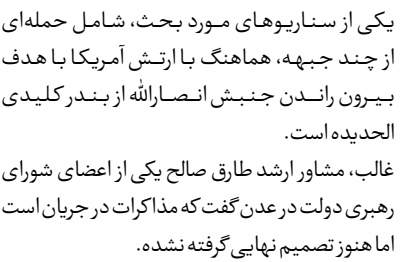 یکی از سناریوهای مورد بحث، شامل حمله‌ای
از چند جبهه، هماهنگ با ارتش آمریکا با هدف
بیرون راندن جنبش انصارالله از بندر کلیدی
الحدیده است.
غالب، مشاور ارشد طارق صالح یکی از اعضای شورای
رهبری دولت در عدن گفت که مذاکرات در جریان است
اما هنوز تصمیم نهایی گرفته نشده.